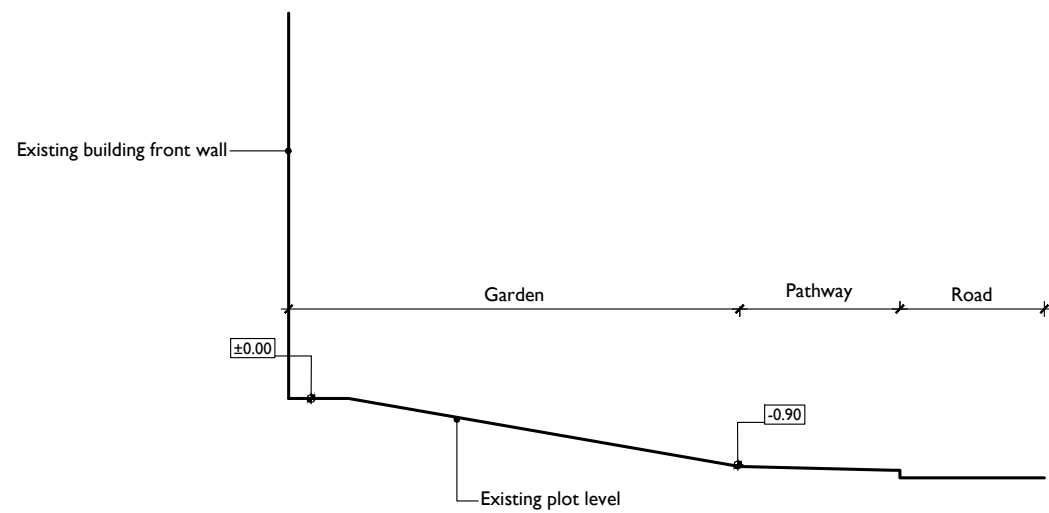 Existing building front wall
Garden
Pathway
Road
±0.00
-0.90
Existing plot level